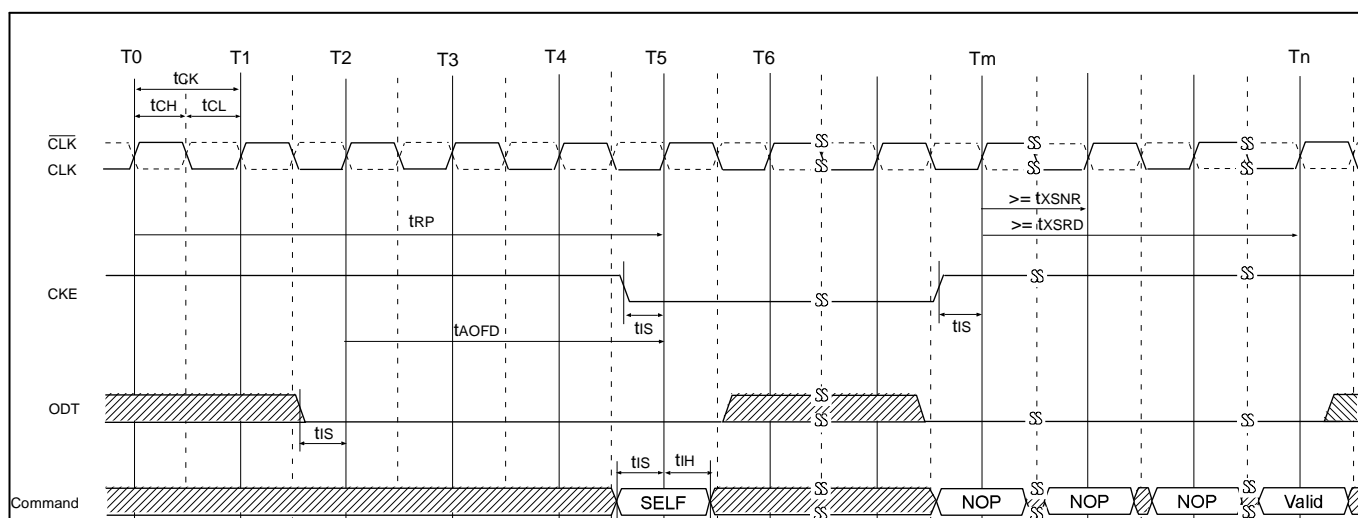 T0 T1 T2 T3 T4 T5 T6 Tm Tn
tCK
tCH tCL
CLK
CLK
>= tXSNR
tRP
>= tXSRD
CKE
tIS tIS
tAOFD
ODT
tIS
tIS tIH
Command SELF NOP NOP NOP Valid